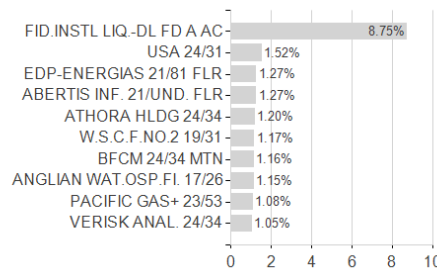 FID.INSTL LIQ.-DL FD A AC 8.75%
USA 24/31 1.52%
EDP-ENERGIAS 21/81 FLR 1.27%
ABERTIS INF. 21/UND. FLR 1.27%
ATHORA HLDG 24/34 1.20%
W.S.C.F.NO.2 19/31 1.17%
BFCM 24/34 MTN 1.16%
ANGLIAN WAT.OSP.FI. 17/26 1.15%
PACIFIC GAS+ 23/53 1.08%
VERISK ANAL. 24/34 1.05%
0 2 4 6 8 10